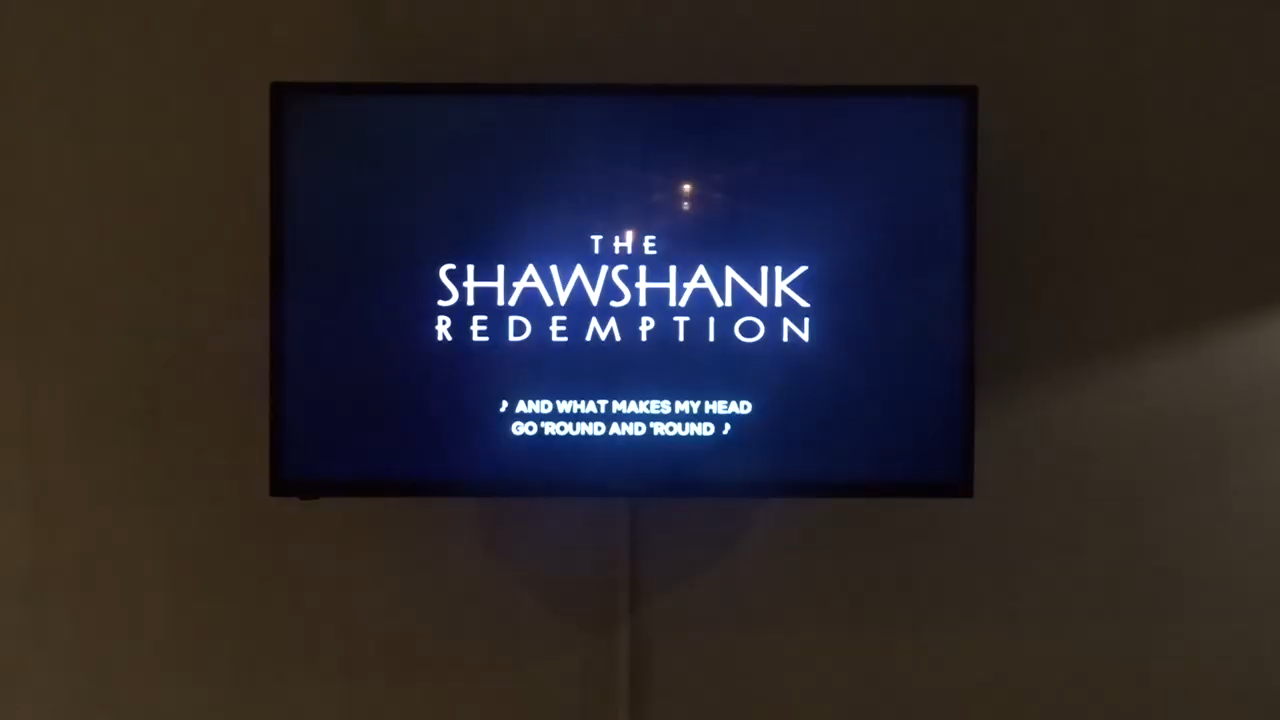 THE
SHAWSHANK
REDEMPTION
♪ AND WHAT MAKES MY HEAD
GO 'ROUND AND 'ROUND ♪